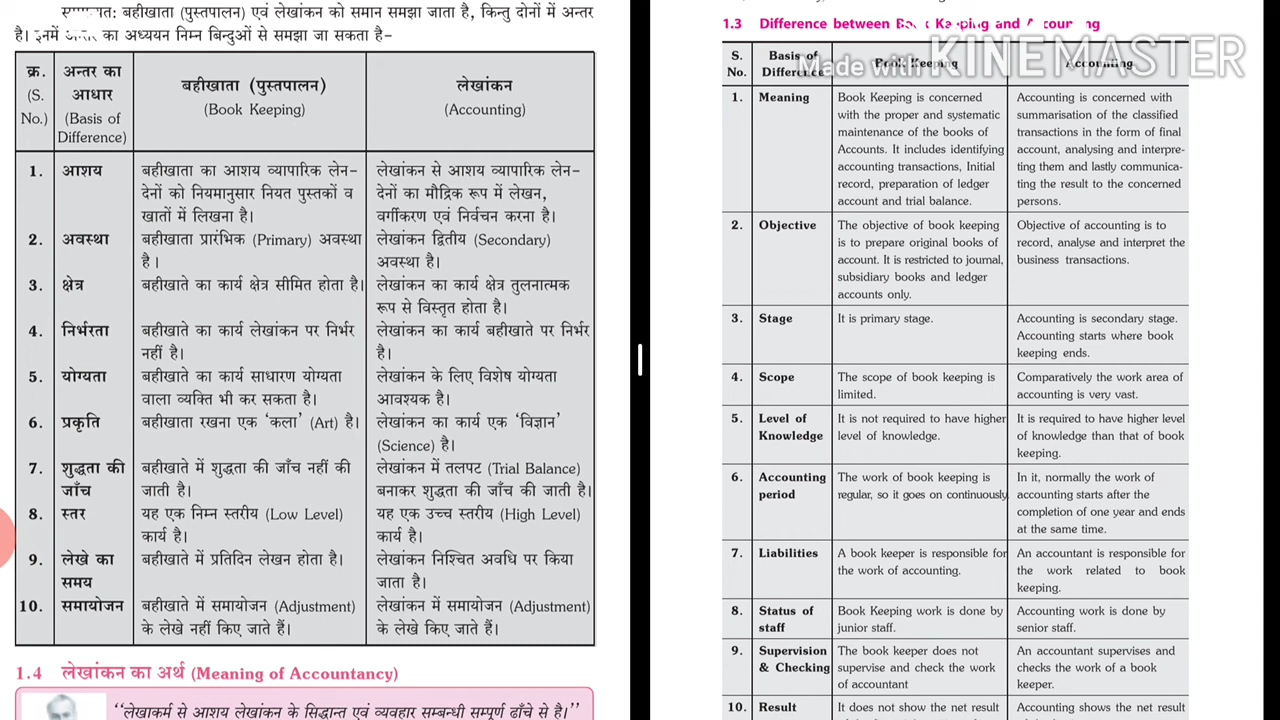 बहीखाता (पुस्तपालन) एवं लेखांकन को समान समझा जाता है, किन्तु दोनों में अन्तर
है। इनमें अन्तर का अध्ययन निम्न बिन्दुओं से समझा जा सकता है-
क्र. (S. No.) अन्तर का आधार (Basis of Difference) बहीखाता (पुस्तपालन) (Book Keeping) लेखांकन (Accounting)
1. आशय
बहीखाता का आशय व्यापारिक लेन-
देनों को नियमानुसार नियत पुस्तकों व
खातों में लिखना है।
लेखांकन से आशय व्यापारिक लेन-
देनों का मौद्रिक रूप में लेखन,
वर्गीकरण एवं निर्वचन करना है।
2. अवस्था
बहीखाता प्रारंभिक (Primary) अवस्था
है।
लेखांकन द्वितीय (Secondary)
अवस्था है।
3. क्षेत्र
बहीखाते का कार्य क्षेत्र सीमित होता है।
लेखांकन का कार्य क्षेत्र तुलनात्मक
रूप से विस्तृत होता है।
4. निर्भरता
बहीखाते का कार्य लेखांकन पर निर्भर
नहीं है।
लेखांकन का कार्य बहीखाते पर निर्भर
है।
5. योग्यता
बहीखाते का कार्य साधारण योग्यता
वाला व्यक्ति भी कर सकता है।
लेखांकन के लिए विशेष योग्यता
आवश्यक है।
6. प्रकृति
बहीखाता रखना एक ‘कला’ (Art) है।
लेखांकन का कार्य एक ‘विज्ञान’
(Science) है।
7. शुद्धता की
जाँच
बहीखाते में शुद्धता की जाँच नहीं की
जाती है।
लेखांकन में तलपट (Trial Balance)
बनाकर शुद्धता की जाँच की जाती है।
8. स्तर
यह एक निम्न स्तरीय (Low Level)
कार्य है।
यह एक उच्च स्तरीय (High Level)
कार्य है।
9. लेखे का
समय
बहीखाते में प्रतिदिन लेखन होता है।
लेखांकन निश्चित अवधि पर किया
जाता है।
10. समायोजन
बहीखाते में समायोजन (Adjustment)
के लेखे नहीं किए जाते हैं।
लेखांकन में समायोजन (Adjustment)
के लेखे किए जाते हैं।
1.4 लेखांकन का अर्थ (Meaning of Accountancy)
‘‘लेखाकर्म से आशय लेखांकन के सिद्धान्त एवं व्यवहार सम्बन्धी सम्पूर्ण ढाँचे से है।’’
1.3 Difference between Book Keeping and Accounting
Made with KINEMASTER
S. No. Basis of Difference Book Keeping Accounting
1. Meaning
Book Keeping is concerned
with the proper and systematic
maintenance of the books of
Accounts. It includes identifying
accounting transactions, Initial
record, preparation of ledger
account and trial balance.
Accounting is concerned with
summarisation of the classified
transactions in the form of final
account, analysing and interpre-
ting them and lastly communica-
ting the result to the concerned
persons.
2. Objective
The objective of book keeping
is to prepare original books of
account. It is restricted to journal,
subsidiary books and ledger
accounts only.
Objective of accounting is to
record, analyse and interpret the
business transactions.
3. Stage
It is primary stage.
Accounting is secondary stage.
Accounting starts where book
keeping ends.
4. Scope
The scope of book keeping is
limited.
Comparatively the work area of
accounting is very vast.
5. Level of
Knowledge
It is not required to have higher
level of knowledge.
It is required to have higher level
of knowledge than that of book
keeping.
6. Accounting
period
The work of book keeping is
regular, so it goes on continuously.
In it, normally the work of
accounting starts after the
completion of one year and ends
at the same time.
7. Liabilities
A book keeper is responsible for
the work of accounting.
An accountant is responsible for
the work related to book
keeping.
8. Status of
staff
Book Keeping work is done by
junior staff.
Accounting work is done by
senior staff.
9. Supervision
& Checking
The book keeper does not
supervise and check the work
of accountant
An accountant supervises and
checks the work of a book
keeper.
10. Result
It does not show the net result
Accounting shows the net result